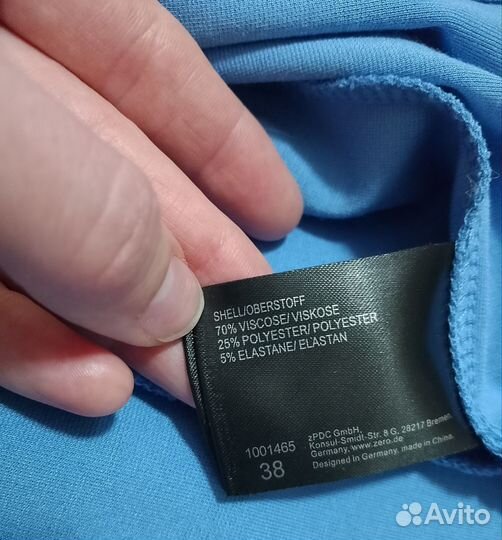 SHELL/OBERSTOFF
70% VISCOSE/ VISKOSE
25% POLYESTER/ POLYESTER
5% ELASTANE/ ELASTAN
1001465
38
zPDC GmbH,
Konsul-Smidt-Str. 8 G, 28217 Bremen,
Germany, www.zero.de
Designed in Germany, made in China.
Avito